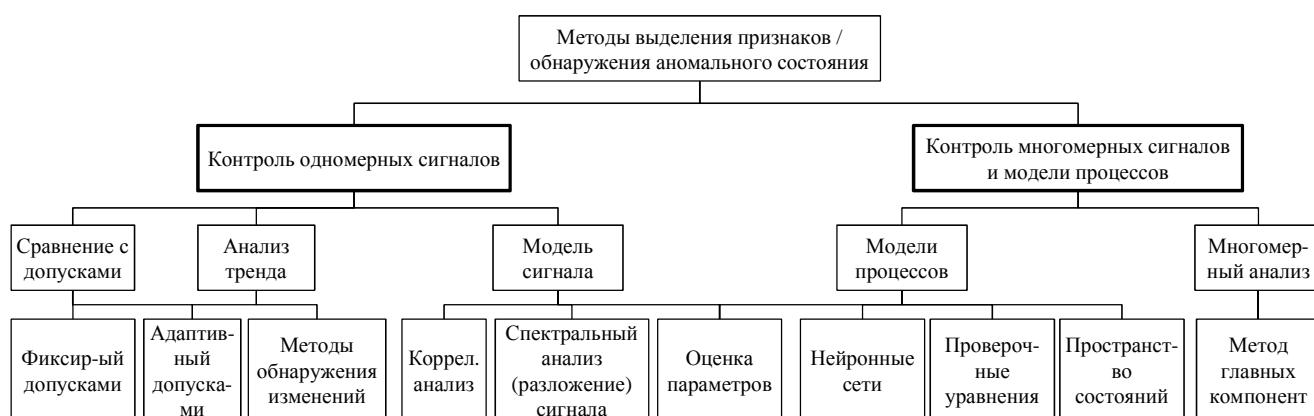 Методы выделения признаков /
обнаружения аномального состояния
Контроль одномерных сигналов
Контроль многомерных сигналов
и модели процессов
Сравнение с
допусками
Анализ
тренда
Модель
сигнала
Модели
процессов
Многомер-
ный анализ
Фиксир-ый
допусками
Адаптив-
ный
допуска-
ми
Методы
обнаружения
изменений
Коррел.
анализ
Спектральный
анализ
(разложение)
сигнала
Оценка
параметров
Нейронные
сети
Провероч-
ные
уравнения
Пространст-
во
состояний
Метод
главных
компонент